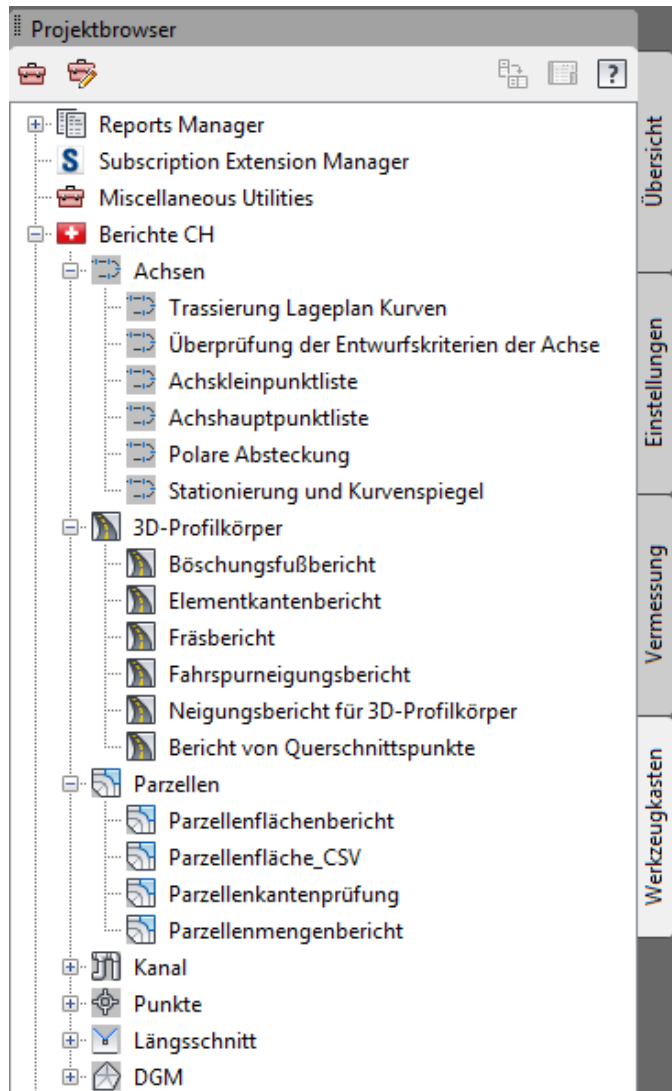 Projektbrowser
?
Reports Manager
S Subscription Extension Manager
Miscellaneous Utilities
Berichte CH
Achsen
Trassierung Lageplan Kurven
Überprüfung der Entwurfskriterien der Achse
Achskleinpunktliste
Achshauptpunktliste
Polare Absteckung
Stationierung und Kurvenspiegel
3D-Profilkörper
Böschungsfußbericht
Elementkantenbericht
Fräsbericht
Fahrspurneigungsbericht
Neigungsbericht für 3D-Profilkörper
Bericht von Querschnittspunkte
Parzellen
Parzellenflächenbericht
Parzellenfläche_CSV
Parzellenkantenprüfung
Parzellenmengenbericht
Kanal
Punkte
Längsschnitt
DGM
Übersicht
Einstellungen
Vermessung
Werkzeugkasten